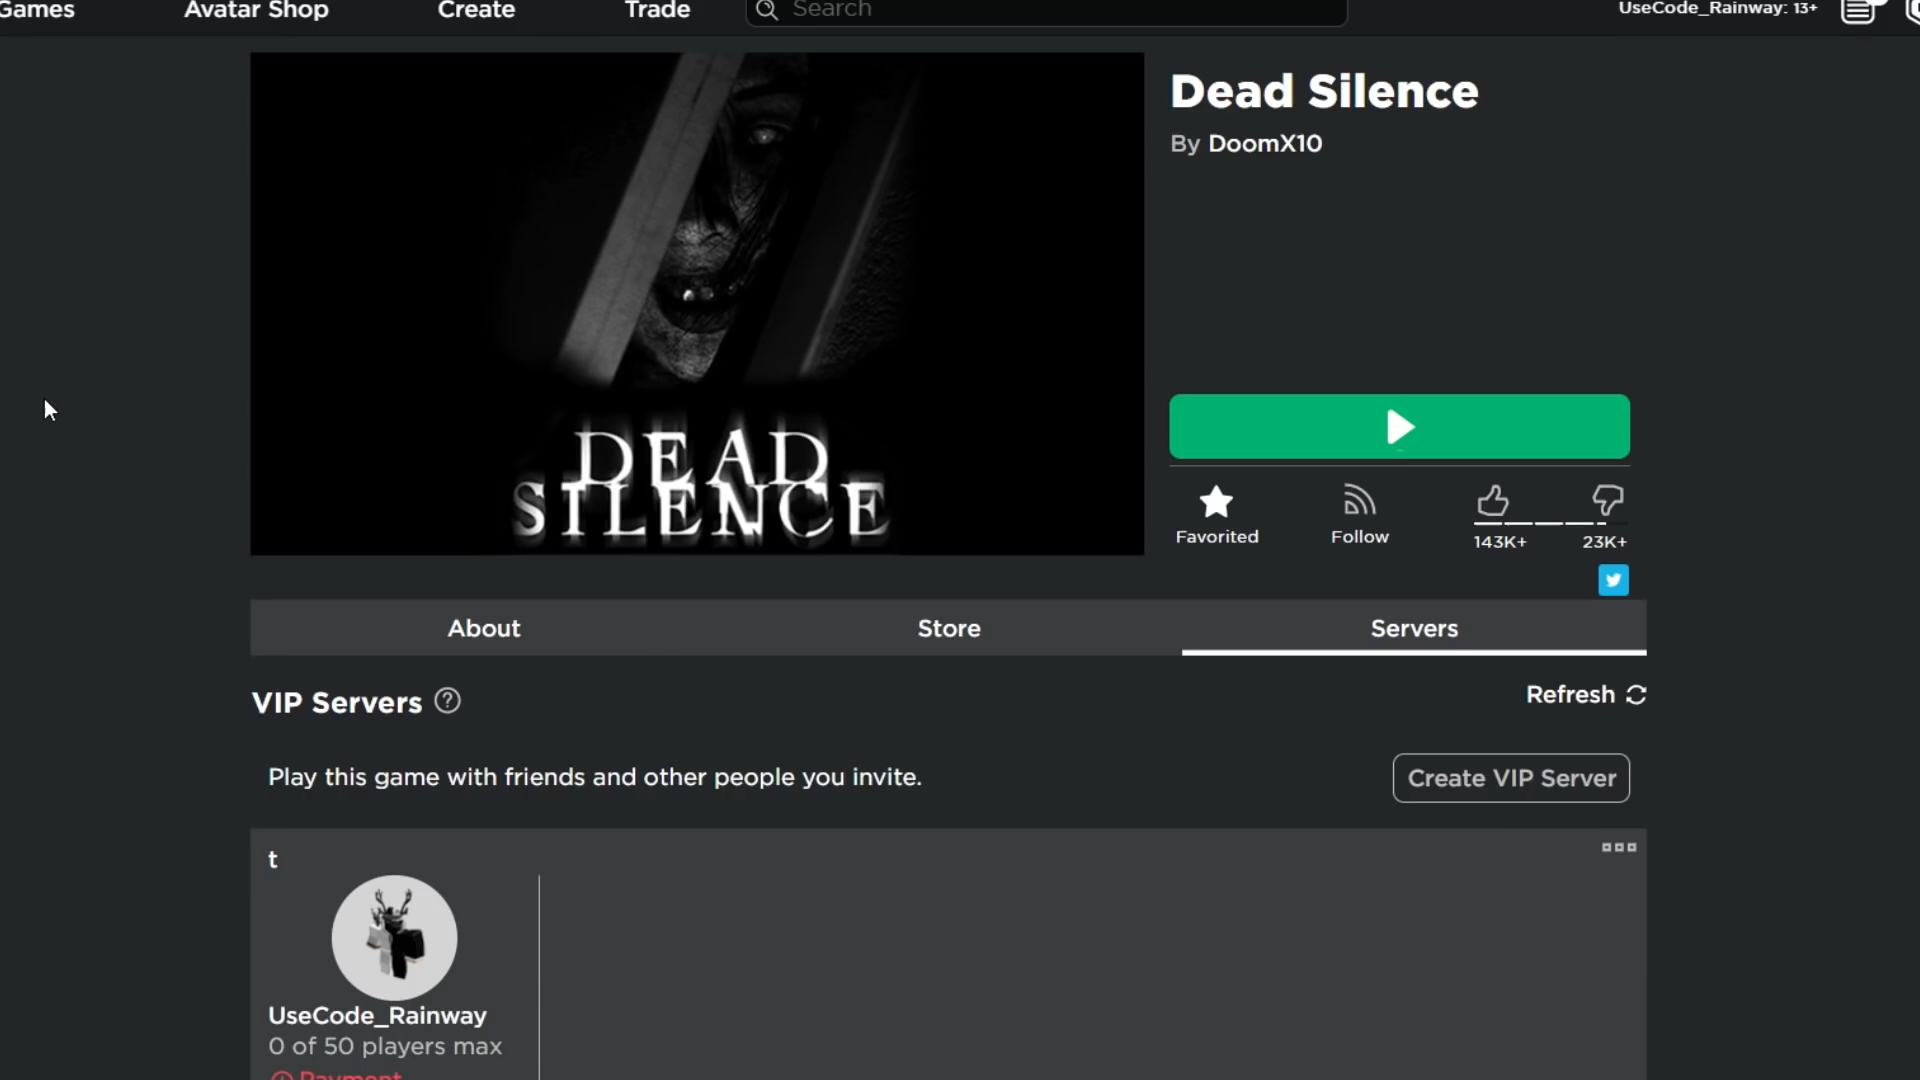 Games
Avatar Shop
Create
Trade
Search
UseCode_Rainway: 13+
Dead Silence
By DoomX10
DEAD
SILENCE
Favorited
Follow
143K+
23K+
About
Store
Servers
VIP Servers
Refresh
Play this game with friends and other people you invite.
Create VIP Server
t
UseCode_Rainway
0 of 50 players max
Payment